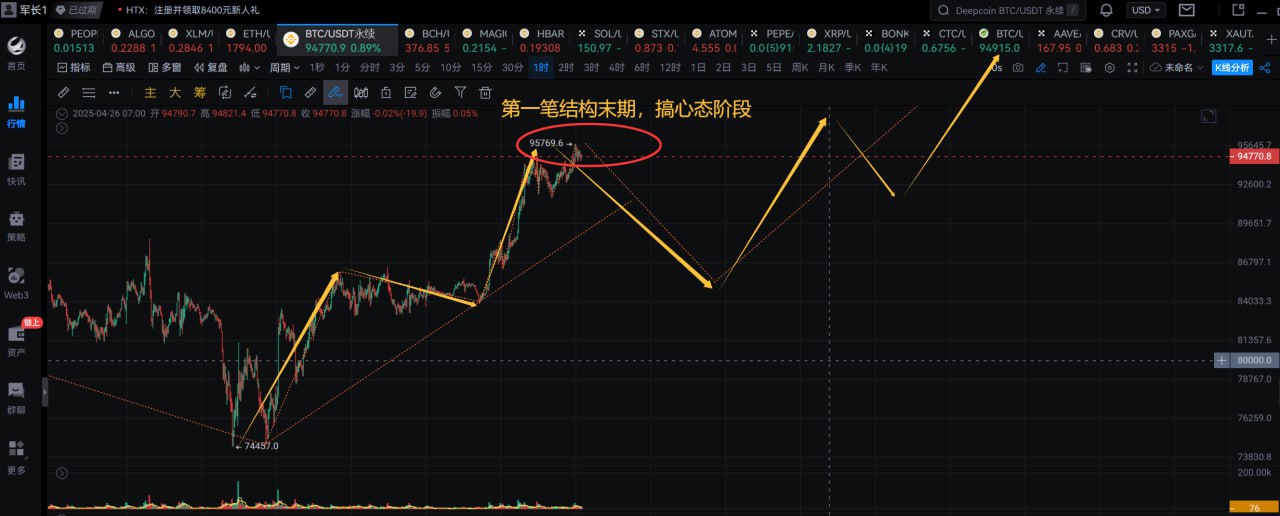 军长1 已过期 • HTX：注册并领取8400元新人礼 Deepcoin BTC/USDT 永续 / USD
首页
行情
快讯
策略
Web3
链上
资产
群聊
更多
PEOPI ALGO XLM/I ETH/I BTC/USDT永续 BCH/I MAGII HBAR SOL/I STX/I ATOM PEPE/ XRP/L BONK CTC/L BTC/L AAVE/ CRV/L PAXG XAUT
0.01513 0.2288 1 0.2846 1 1794.00 94770.9 0.89% 376.85 5 0.2154 − 0.19308 150.97 − 0.873 0. 4.555 0.0 0.0(5)91 2.1827 − 0.0(4)19 0.6756 − 94915.0 167.95 0 0.683 0.2 3315 −1. 3317.6 −
指标 高级 多窗 复盘 周期 1秒 1分 分时 3分 5分 10分 15分 30分 1时 2时 3时 4时 6时 12时 1日 2日 3日 5日 周K 月K 季K 年K 0s 未命名 K线分析
主 大 筹
2025-04-26 07:00 开 94790.7 高 94821.4 低 94770.8 收 94770.8 涨幅 -0.02%(-19.9) 振幅 0.05%
第一笔结构末期，搞心态阶段
95769.6
74457.0
95645.7
94770.8
92600.2
89651.7
86797.1
84033.3
81357.6
80000.0
78767.0
76259.0
73830.8
200.00k
76